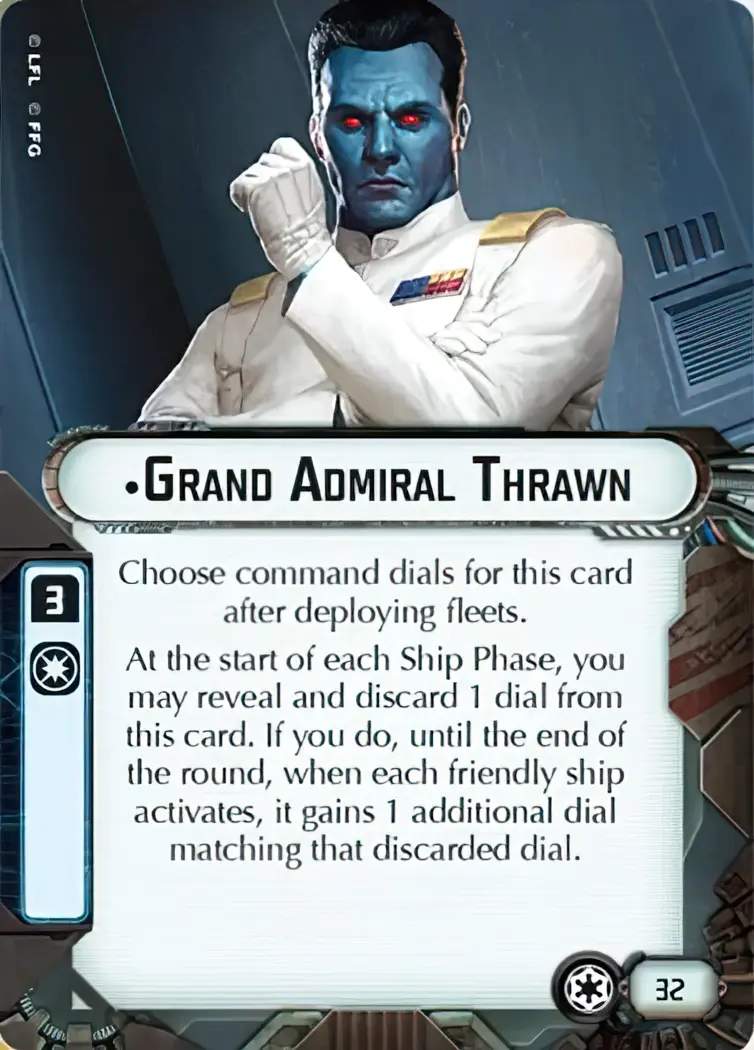 © LFL © FFG
•Grand Admiral Thrawn
3
Choose command dials for this card
after deploying fleets.
At the start of each Ship Phase, you
may reveal and discard 1 dial from
this card. If you do, until the end of
the round, when each friendly ship
activates, it gains 1 additional dial
matching that discarded dial.
32